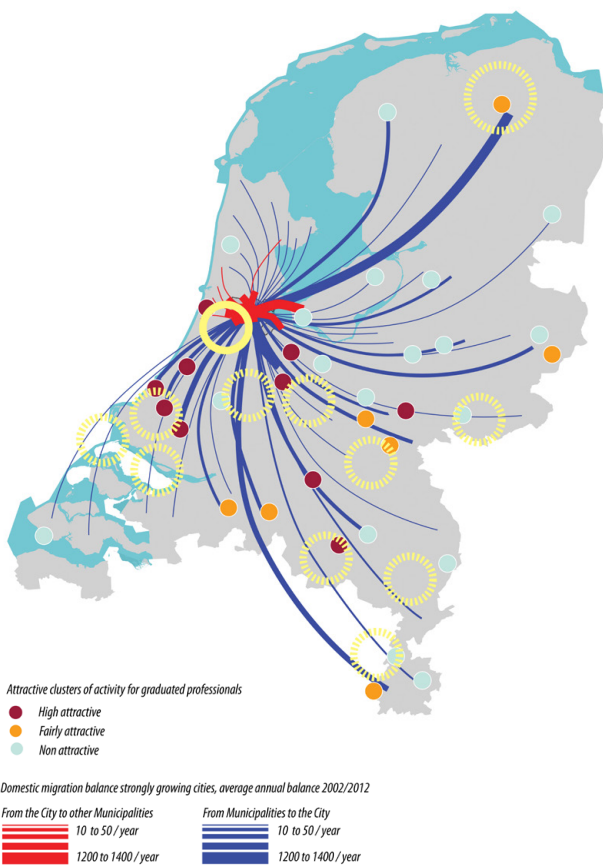 Attractive clusters of activity for graduated professionals
High attractive
Fairly attractive
Non attractive
Domestic migration balance strongly growing cities, average annual balance 2002/2012
From the City to other Municipalities
10 to 50 / year
1200 to 1400 / year
From Municipalities to the City
10 to 50 / year
1200 to 1400 / year